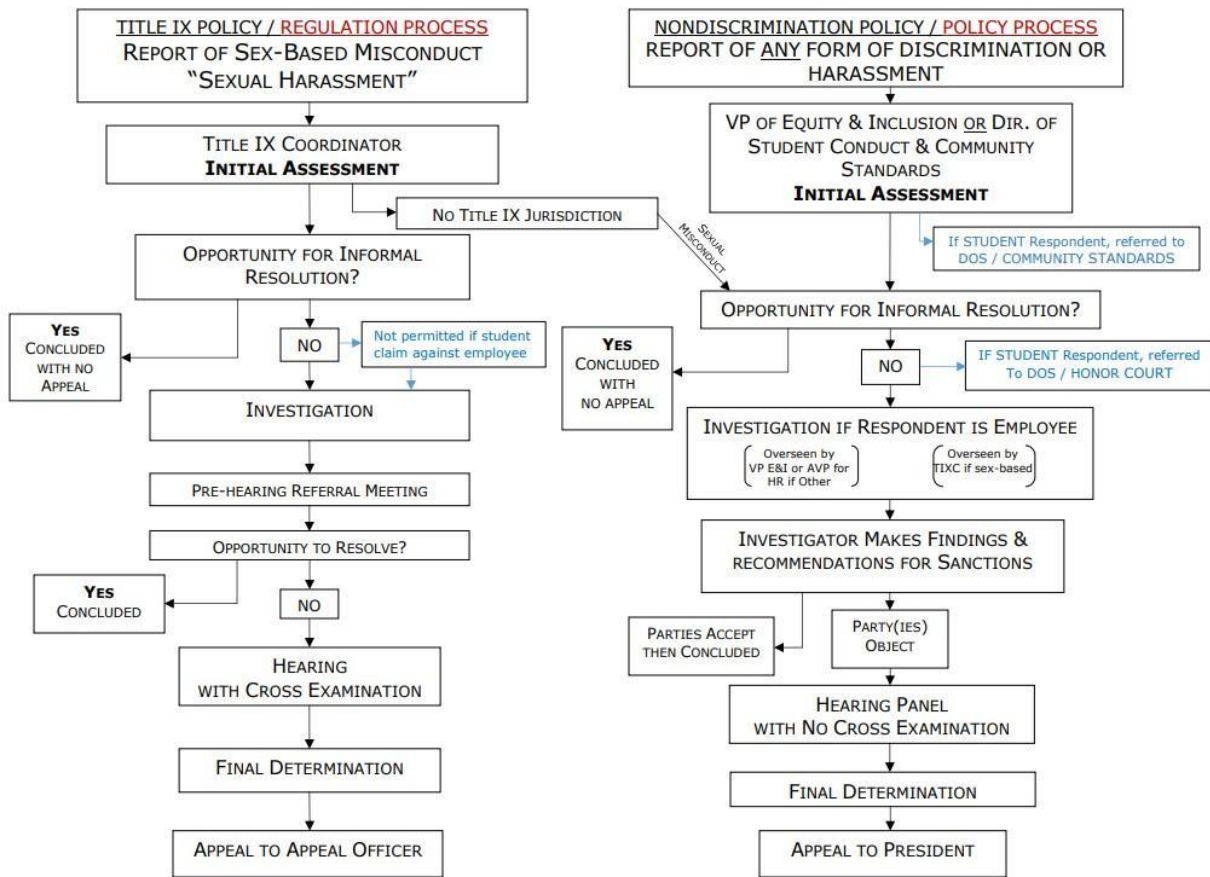 TITLE IX POLICY / REGULATION PROCESS
REPORT OF SEX-BASED MISCONDUCT
“SEXUAL HARASSMENT”
TITLE IX COORDINATOR
INITIAL ASSESSMENT
NO TITLE IX JURISDICTION
SEXUAL
MISCONDUCT
OPPORTUNITY FOR INFORMAL
RESOLUTION?
YES
CONCLUDED
WITH NO
APPEAL
NO
Not permitted if student
claim against employee
INVESTIGATION
PRE-HEARING REFERRAL MEETING
OPPORTUNITY TO RESOLVE?
YES
CONCLUDED
NO
HEARING
WITH CROSS EXAMINATION
FINAL DETERMINATION
APPEAL TO APPEAL OFFICER
NONDISCRIMINATION POLICY / POLICY PROCESS
REPORT OF ANY FORM OF DISCRIMINATION OR
HARASSMENT
VP OF EQUITY & INCLUSION OR DIR. OF
STUDENT CONDUCT & COMMUNITY
STANDARDS
INITIAL ASSESSMENT
If STUDENT Respondent, referred to
DOS / COMMUNITY STANDARDS
OPPORTUNITY FOR INFORMAL RESOLUTION?
YES
CONCLUDED
WITH
NO APPEAL
NO
IF STUDENT Respondent, referred
To DOS / HONOR COURT
INVESTIGATION IF RESPONDENT IS EMPLOYEE
Overseen by
VP E&I or AVP for
HR if Other
Overseen by
TIXC if sex-based
INVESTIGATOR MAKES FINDINGS &
RECOMMENDATIONS FOR SANCTIONS
PARTIES ACCEPT
THEN CONCLUDED
PARTY(IES)
OBJECT
HEARING PANEL
WITH NO CROSS EXAMINATION
FINAL DETERMINATION
APPEAL TO PRESIDENT